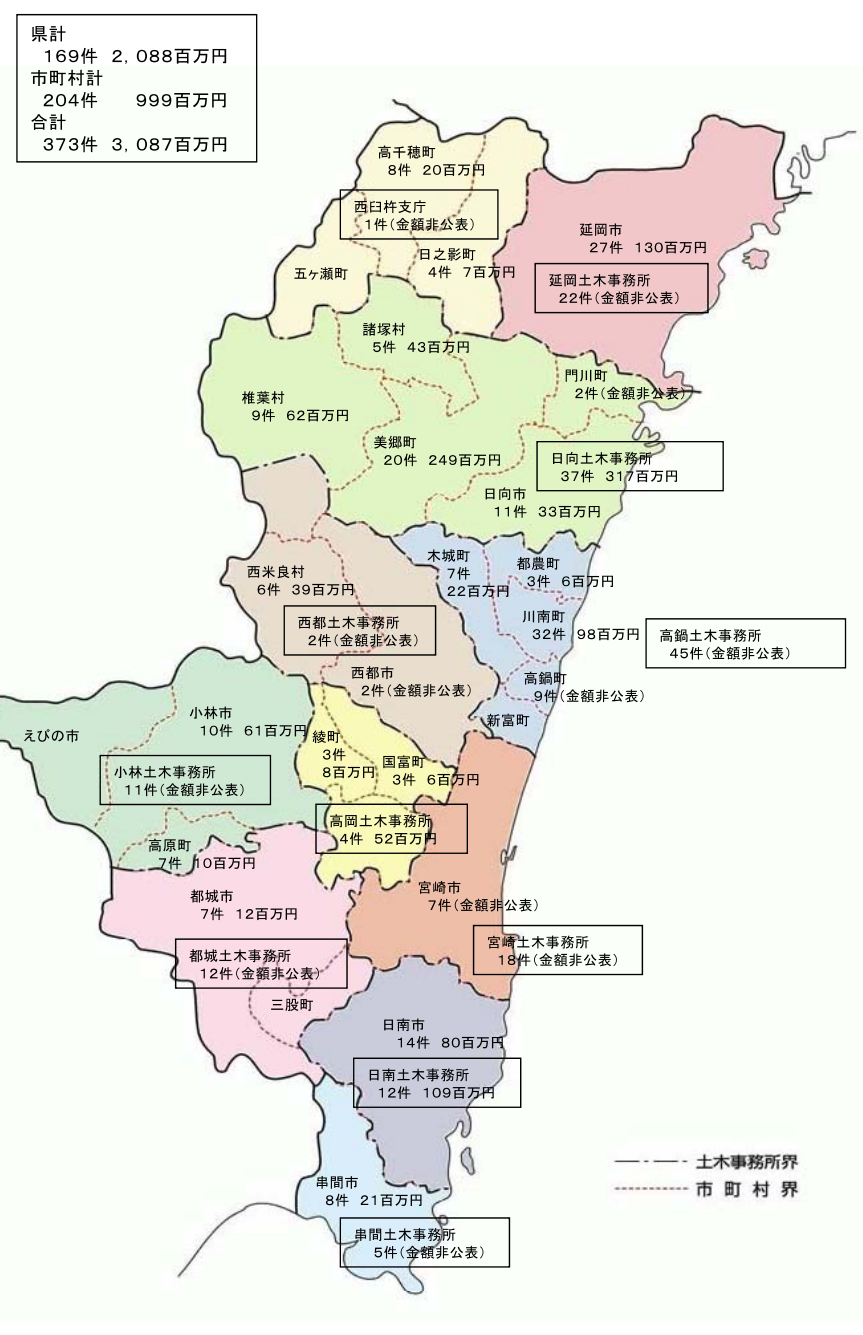 県計
169件 2,088百万円
市町村計
204件 999百万円
合計
373件 3,087百万円
高千穂町
8件 20百万円
西臼杵支庁
1件(金額非公表)
日之影町
4件 7百万円
五ヶ瀬町
延岡市
27件 130百万円
延岡土木事務所
22件(金額非公表)
諸塚村
5件 43百万円
門川町
2件(金額非公表)
椎葉村
9件 62百万円
美郷町
20件 249百万円
日向土木事務所
37件 317百万円
日向市
11件 33百万円
木城町
7件
22百万円
都農町
3件 6百万円
西米良村
6件 39百万円
川南町
32件 98百万円
西都土木事務所
2件(金額非公表)
高鍋土木事務所
45件(金額非公表)
西都市
2件(金額非公表)
高鍋町
9件(金額非公表)
新富町
えびの市
小林市
10件 61百万円
綾町
3件
8百万円
国富町
3件 6百万円
小林土木事務所
11件(金額非公表)
高岡土木事務所
4件 52百万円
高原町
7件 10百万円
都城市
7件 12百万円
宮崎市
7件(金額非公表)
都城土木事務所
12件(金額非公表)
宮崎土木事務所
18件(金額非公表)
三股町
日南市
14件 80百万円
日南土木事務所
12件 109百万円
土木事務所界
市町村界
串間市
8件 21百万円
串間土木事務所
5件(金額非公表)